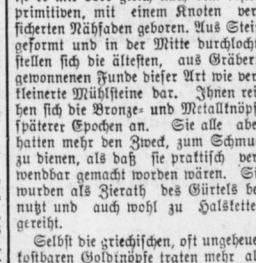 primitiven, mit einem Knoten ver
sicherten Nähfaden geboren. Aus Stein
geformt und in der Mitte durchlocht
stellen sich die ältesten, aus Gräber
gewonnenen Funde dieser Art wie ver
kleinerte Mühlsteine dar. Ihnen rei
hen sich die Bronze- und Metallknöpf
späterer Epochen an. Sie alle abe
hatten mehr den Zweck, zum Schmu
zu dienen, als daß sie praktisch ver
wendbar gemacht worden wären. Si
wurden als Zierath des Gürtels be
nutzt und auch wohl zu Halskette
gereiht.
Selbst die griechischen, oft ungeheue
kostbaren Goldknöpfe traten mehr al